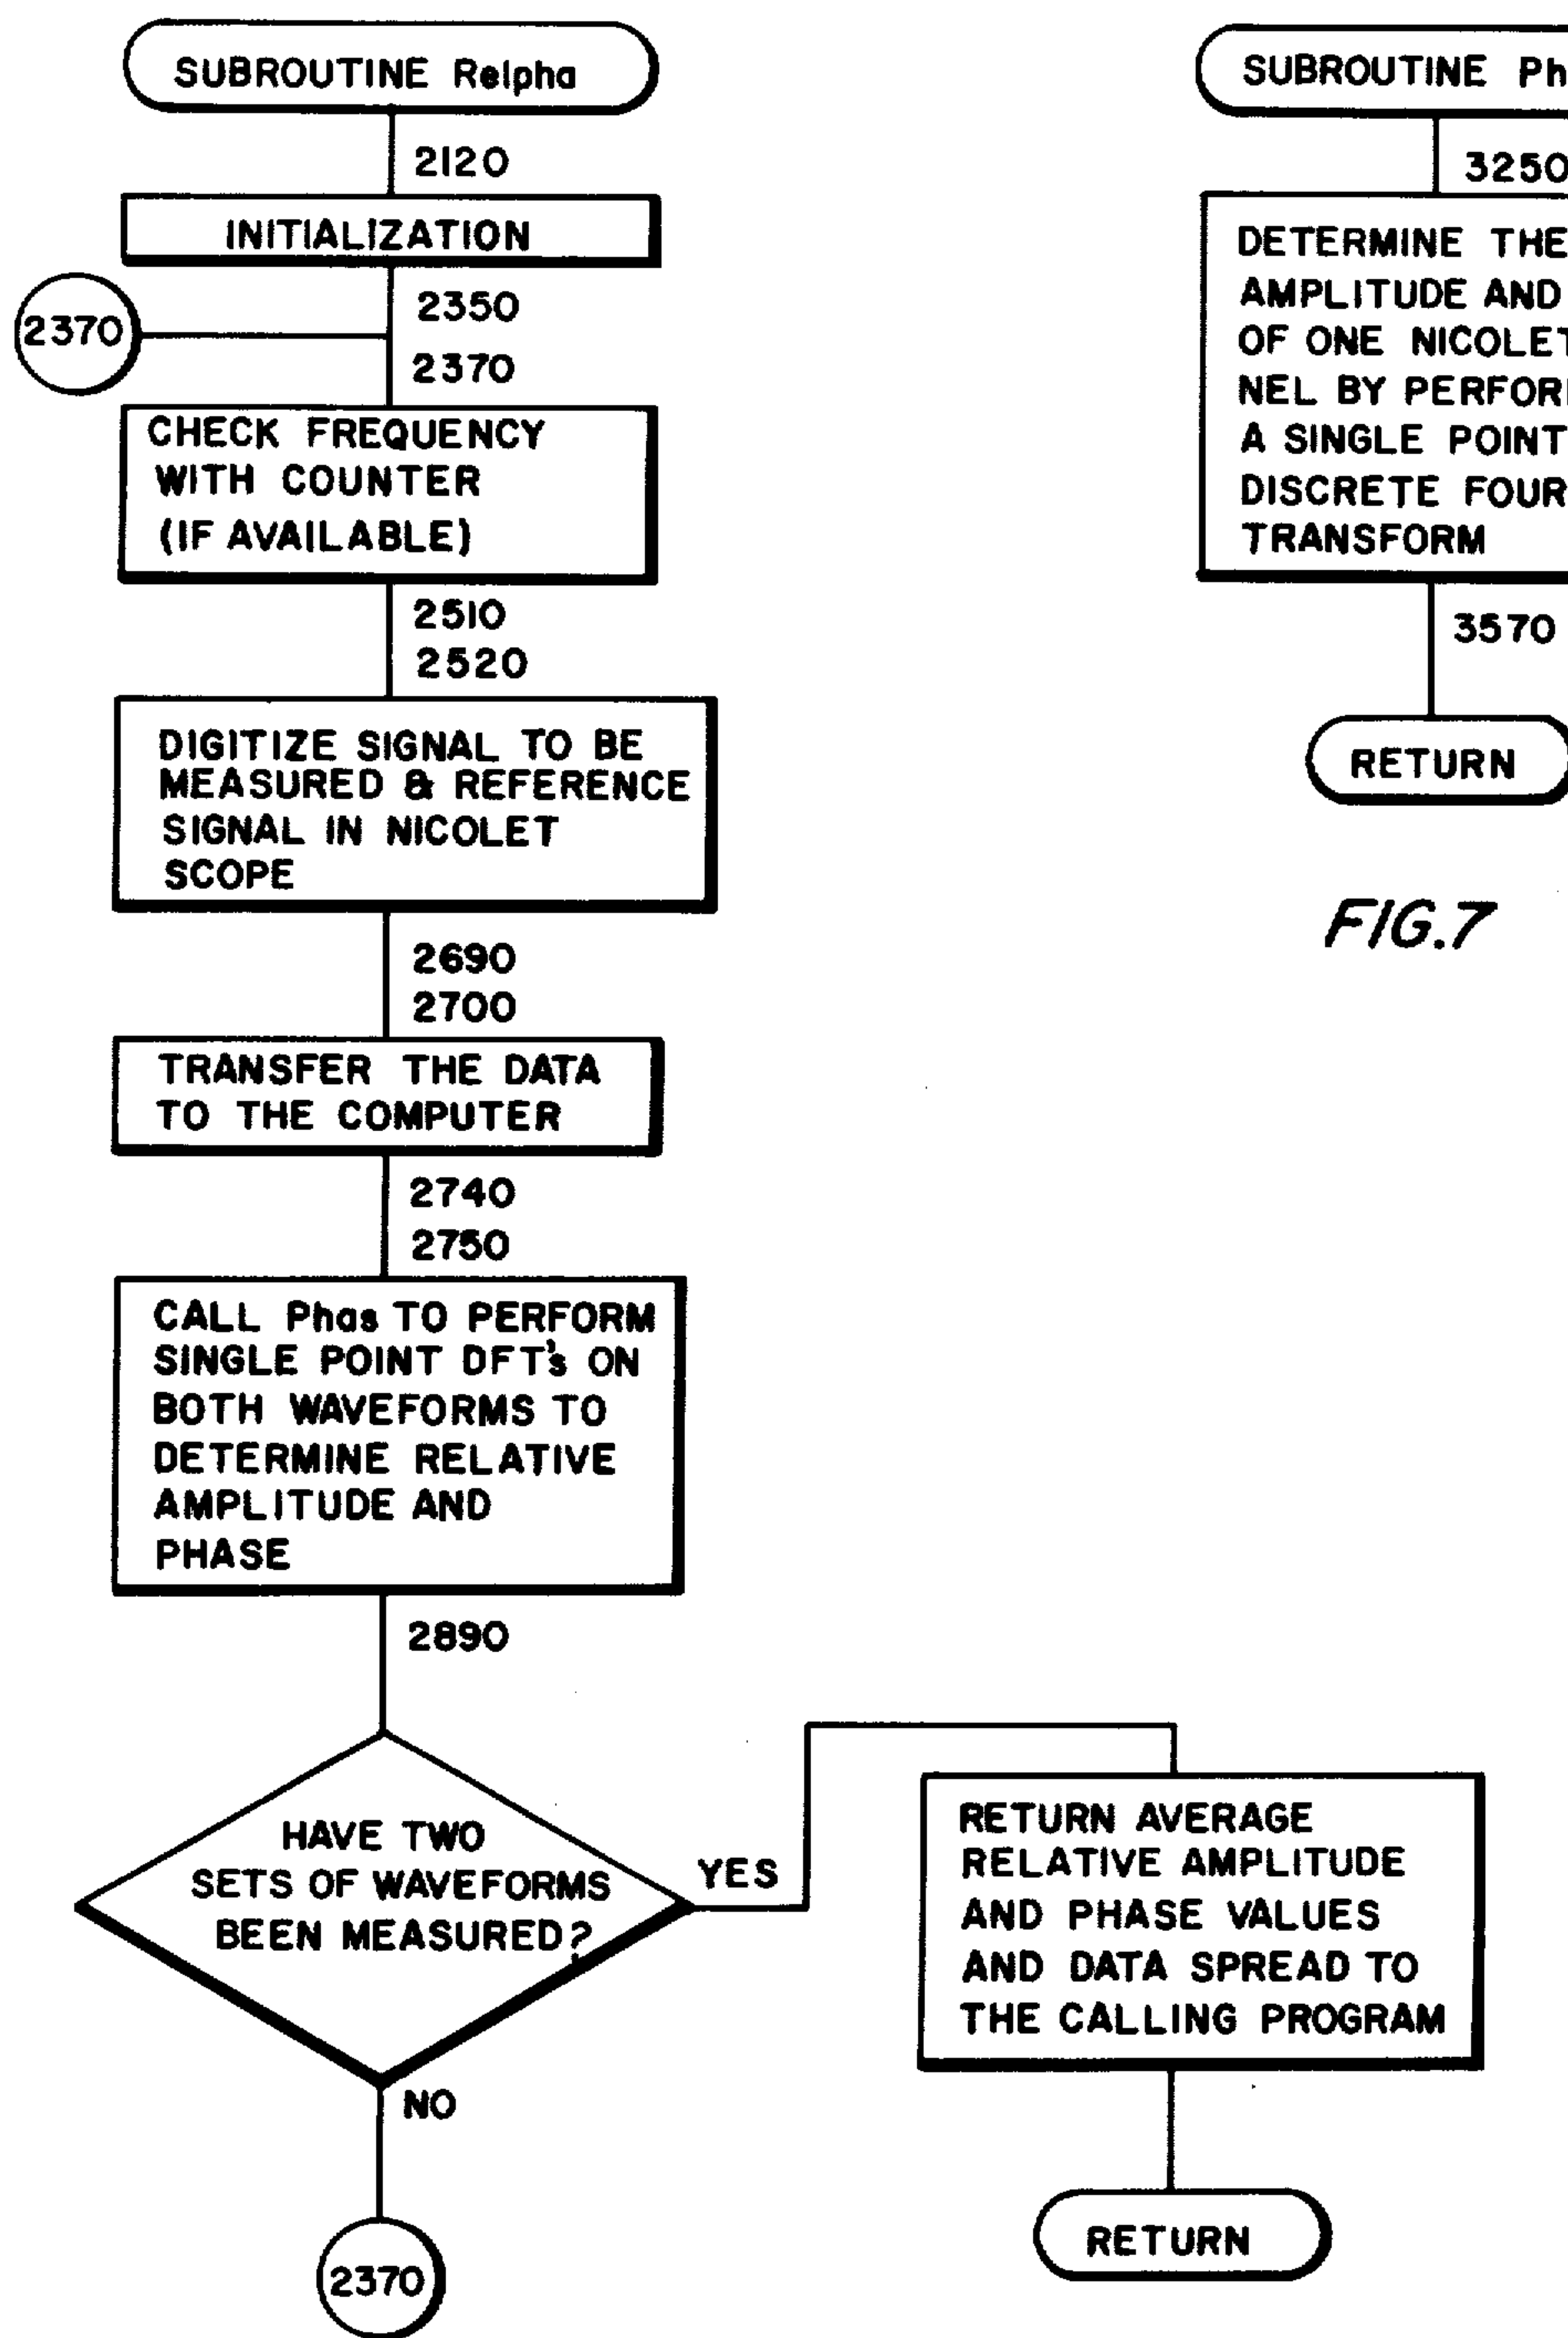 SUBROUTINE Relpha
2120
INITIALIZATION
2350
2370
2370
CHECK FREQUENCY
WITH COUNTER
(IF AVAILABLE)
2510
2520
DIGITIZE SIGNAL TO BE
MEASURED & REFERENCE
SIGNAL IN NICOLET
SCOPE
2690
2700
TRANSFER THE DATA
TO THE COMPUTER
2740
2750
CALL Phas TO PERFORM
SINGLE POINT DFT's ON
BOTH WAVEFORMS TO
DETERMINE RELATIVE
AMPLITUDE AND
PHASE
2890
HAVE TWO
SETS OF WAVEFORMS
BEEN MEASURED?
YES
NO
2370
RETURN AVERAGE
RELATIVE AMPLITUDE
AND PHASE VALUES
AND DATA SPREAD TO
THE CALLING PROGRAM
RETURN
SUBROUTINE Ph
3250
DETERMINE THE
AMPLITUDE AND
OF ONE NICOLET
NEL BY PERFOR
A SINGLE POINT
DISCRETE FOUR
TRANSFORM
3570
RETURN
FIG.7